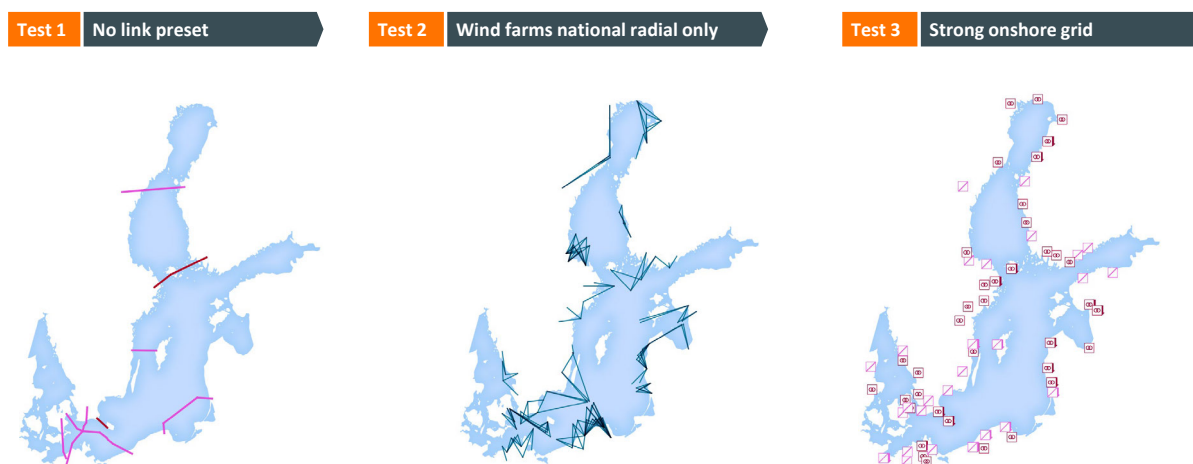 Test 1 No link preset
Test 2 Wind farms national radial only
Test 3 Strong onshore grid